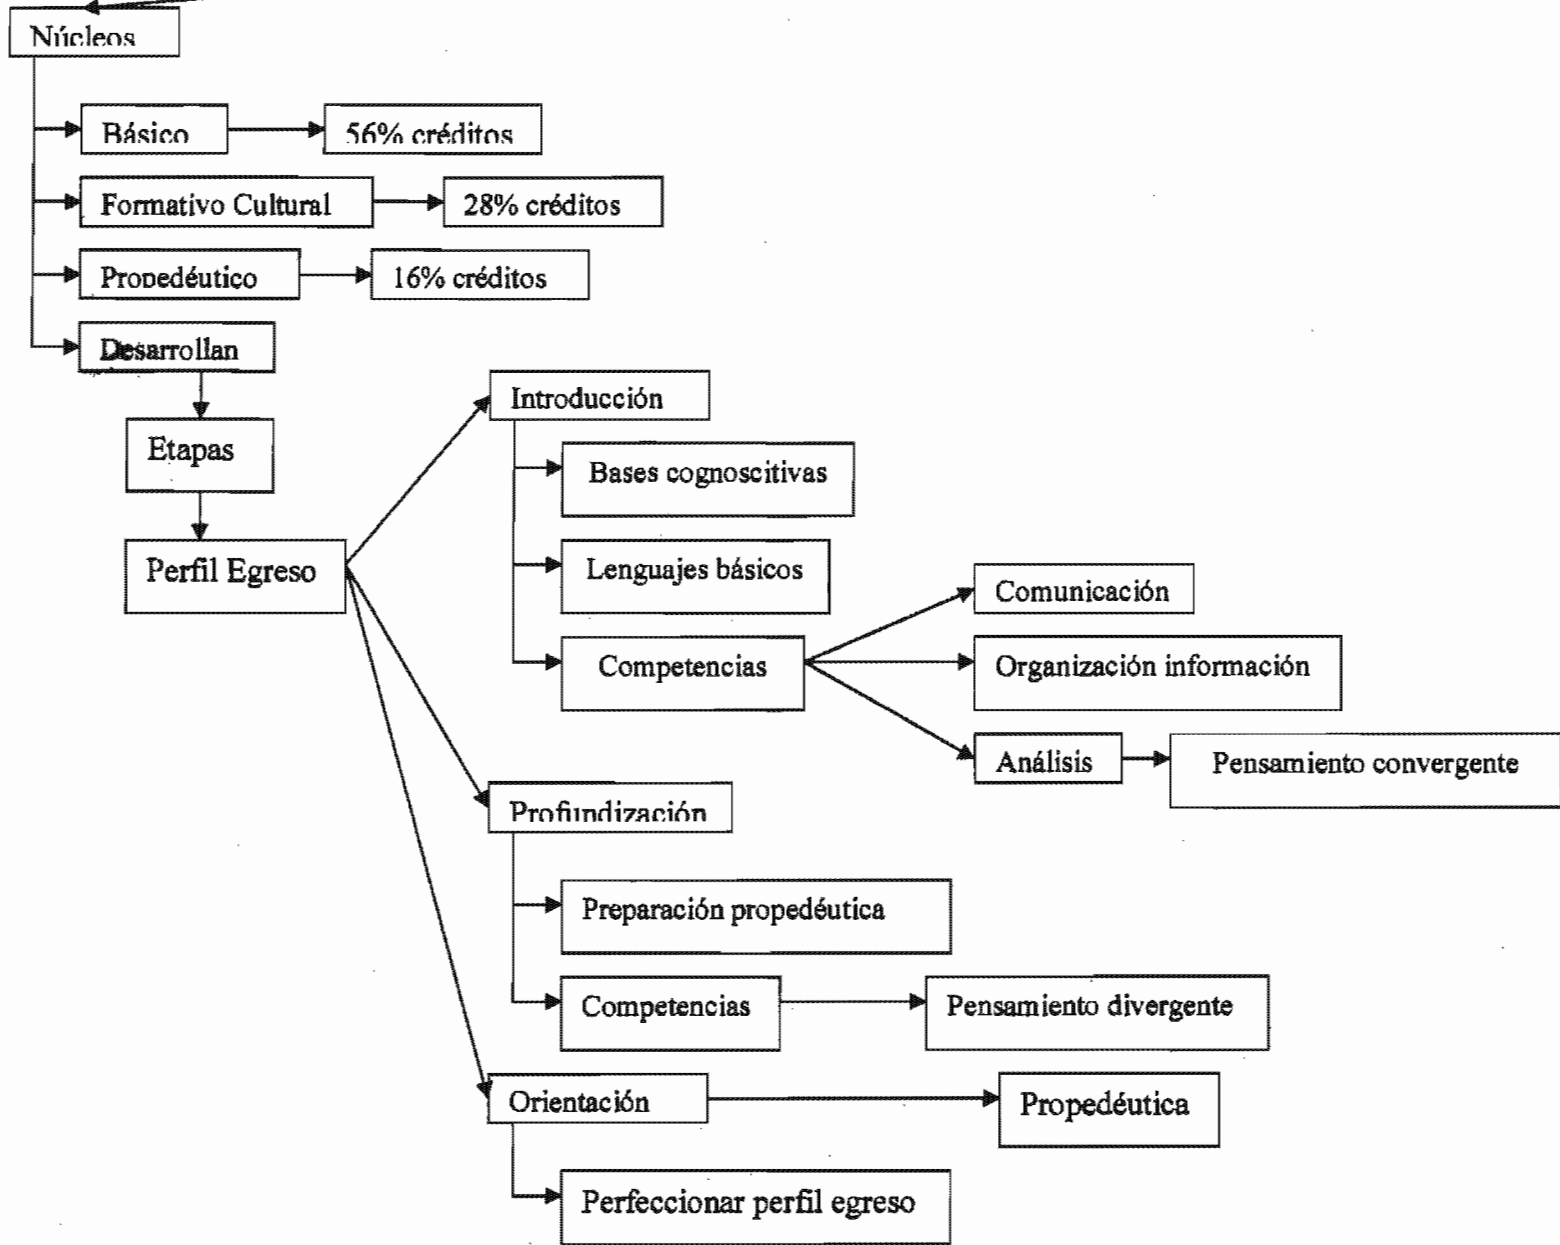 Núcleos
Básico
56% créditos
Formativo Cultural
28% créditos
Propedéutico
16% créditos
Desarrollan
Etapas
Perfil Egreso
Introducción
Bases cognoscitivas
Lenguajes básicos
Competencias
Comunicación
Organización información
Análisis
Pensamiento convergente
Profundización
Preparación propedéutica
Competencias
Pensamiento divergente
Orientación
Propedéutica
Perfeccionar perfil egreso